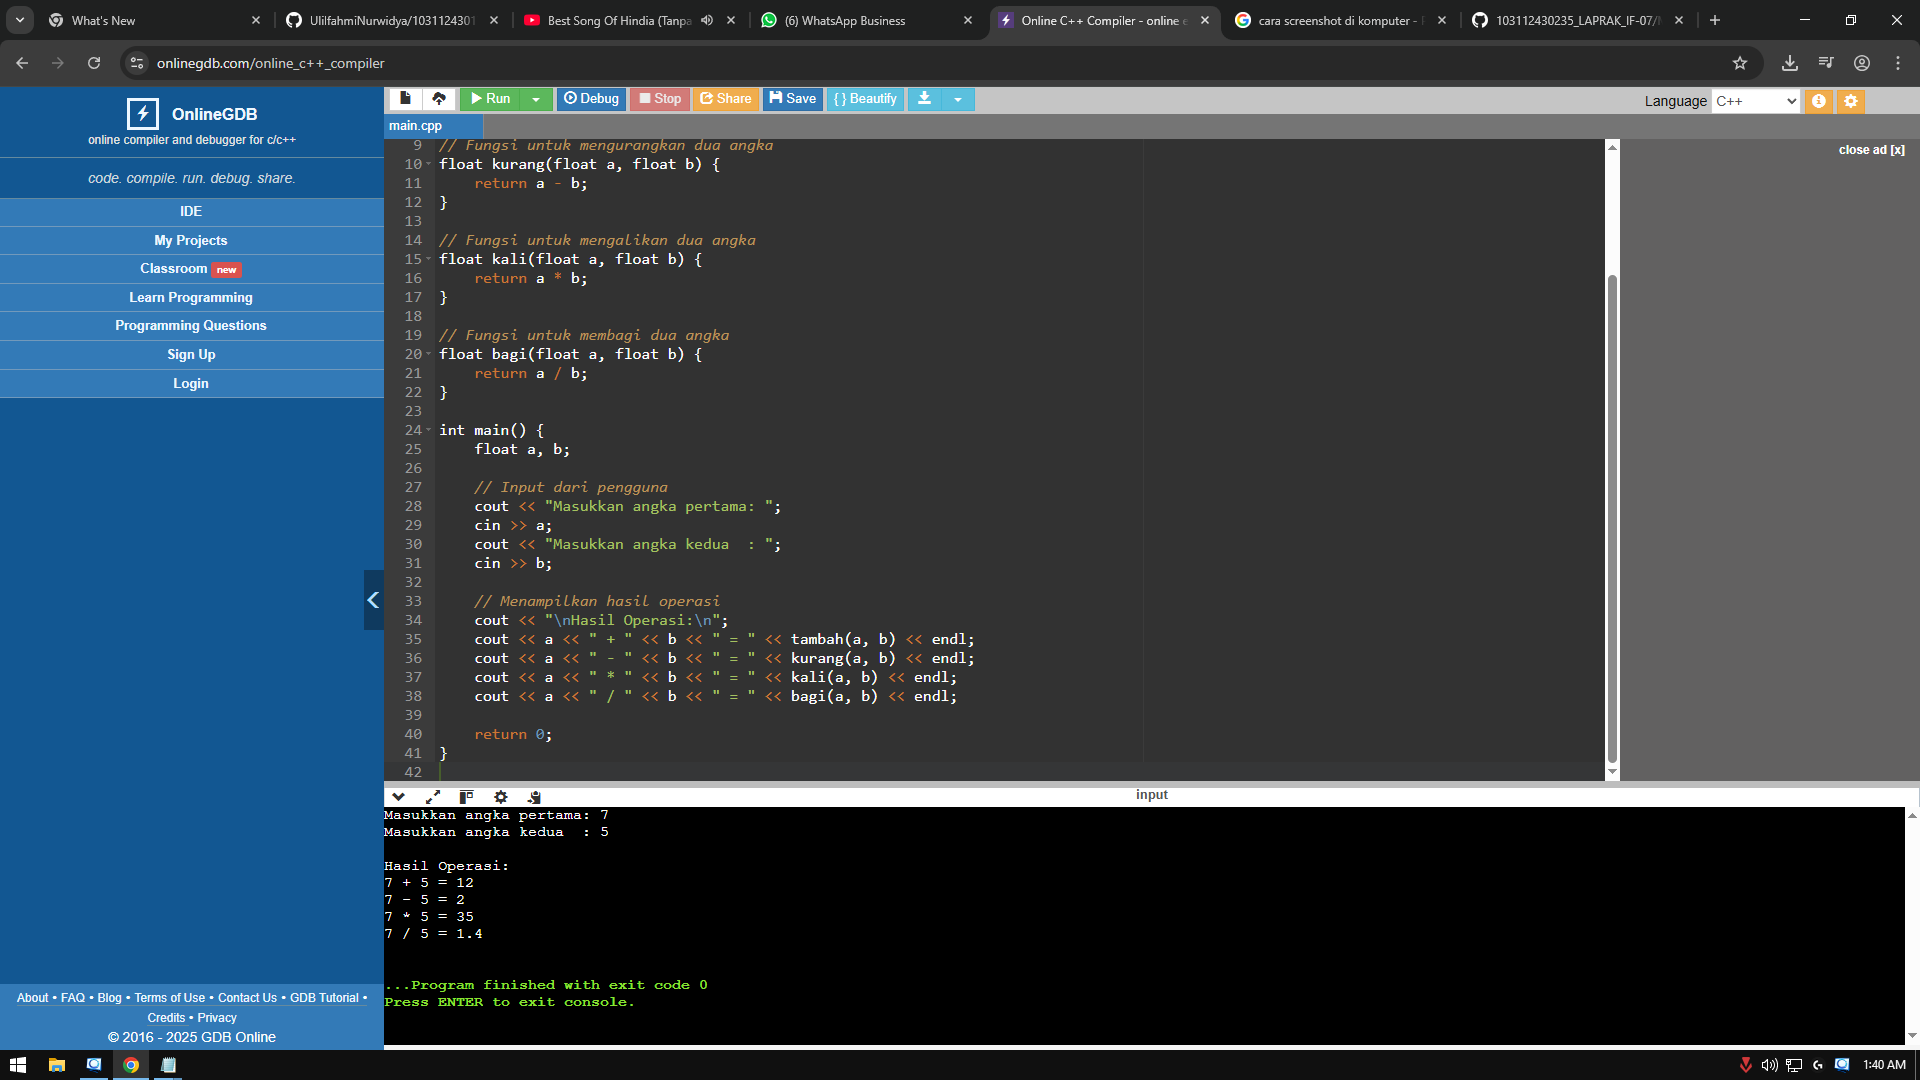 What's New
UlilfahmiNurwidya/1031124301
Best Song Of Hindia (Tanpa
(6) WhatsApp Business
Online C++ Compiler - online e
cara screenshot di komputer -
103112430235_LAPRAK_IF-07/
onlinegdb.com/online_c++_compiler
OnlineGDB
online compiler and debugger for c/c++
code. compile. run. debug. share.
IDE
My Projects
Classroom new
Learn Programming
Programming Questions
Sign Up
Login
About • FAQ • Blog • Terms of Use • Contact Us • GDB Tutorial •
Credits • Privacy
© 2016 - 2025 GDB Online
Run
Debug
Stop
Share
Save
{ } Beautify
Language C++
main.cpp
close ad [x]
9 // Fungsi untuk mengurangkan dua angka
10 float kurang(float a, float b) {
11     return a - b;
12 }
13
14 // Fungsi untuk mengalikan dua angka
15 float kali(float a, float b) {
16     return a * b;
17 }
18
19 // Fungsi untuk membagi dua angka
20 float bagi(float a, float b) {
21     return a / b;
22 }
23
24 int main() {
25     float a, b;
26
27     // Input dari pengguna
28     cout << "Masukkan angka pertama: ";
29     cin >> a;
30     cout << "Masukkan angka kedua  : ";
31     cin >> b;
32
33     // Menampilkan hasil operasi
34     cout << "\nHasil Operasi:\n";
35     cout << a << " + " << b << " = " << tambah(a, b) << endl;
36     cout << a << " - " << b << " = " << kurang(a, b) << endl;
37     cout << a << " * " << b << " = " << kali(a, b) << endl;
38     cout << a << " / " << b << " = " << bagi(a, b) << endl;
39
40     return 0;
41 }
42
input
Masukkan angka pertama: 7
Masukkan angka kedua  : 5
Hasil Operasi:
7 + 5 = 12
7 - 5 = 2
7 * 5 = 35
7 / 5 = 1.4
...Program finished with exit code 0
Press ENTER to exit console.
1:40 AM